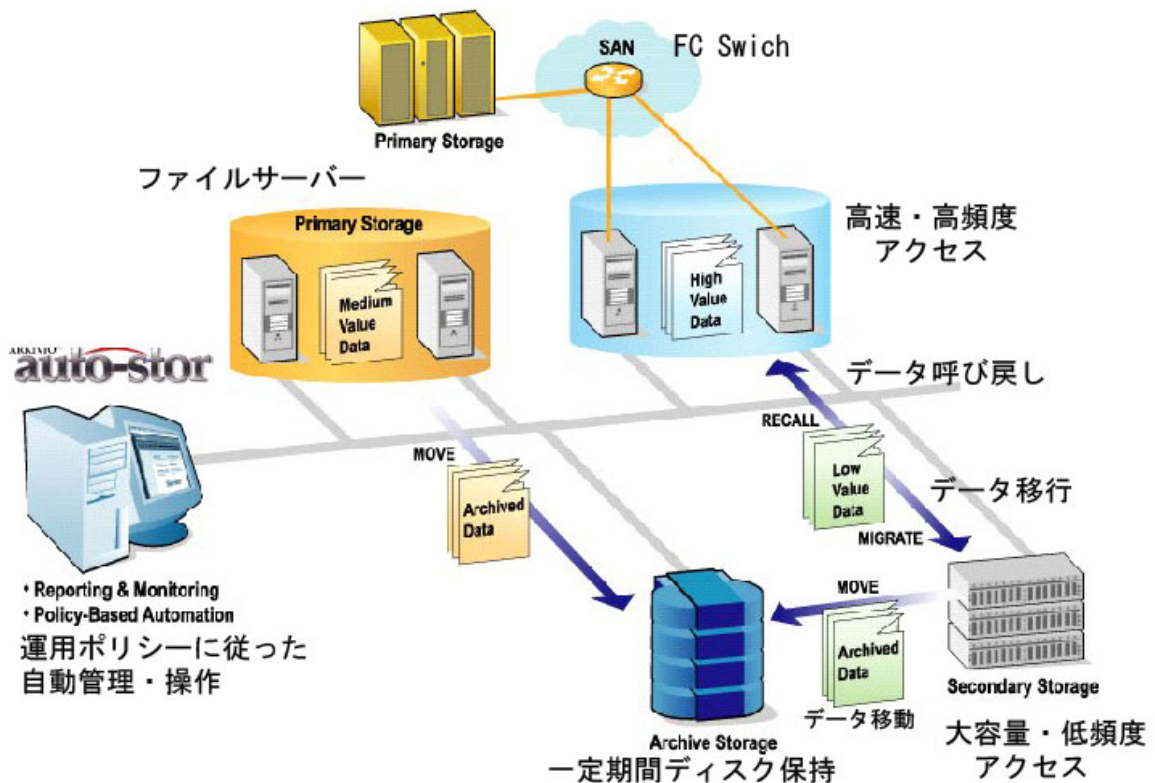 SAN
FC Swich
Primary Storage
ファイルサーバー
Primary Storage
Medium
Value
Data
High
Value
Data
高速・高頻度
アクセス
ARKIVIO
auto-stor
データ呼び戻し
RECALL
MOVE
Low
Value
Data
データ移行
Archived
Data
MIGRATE
• Reporting & Monitoring
• Policy-Based Automation
運用ポリシーに従った
自動管理・操作
MOVE
Archived
Data
Secondary Storage
データ移動
大容量・低頻度
アクセス
Archive Storage
一定期間ディスク保持